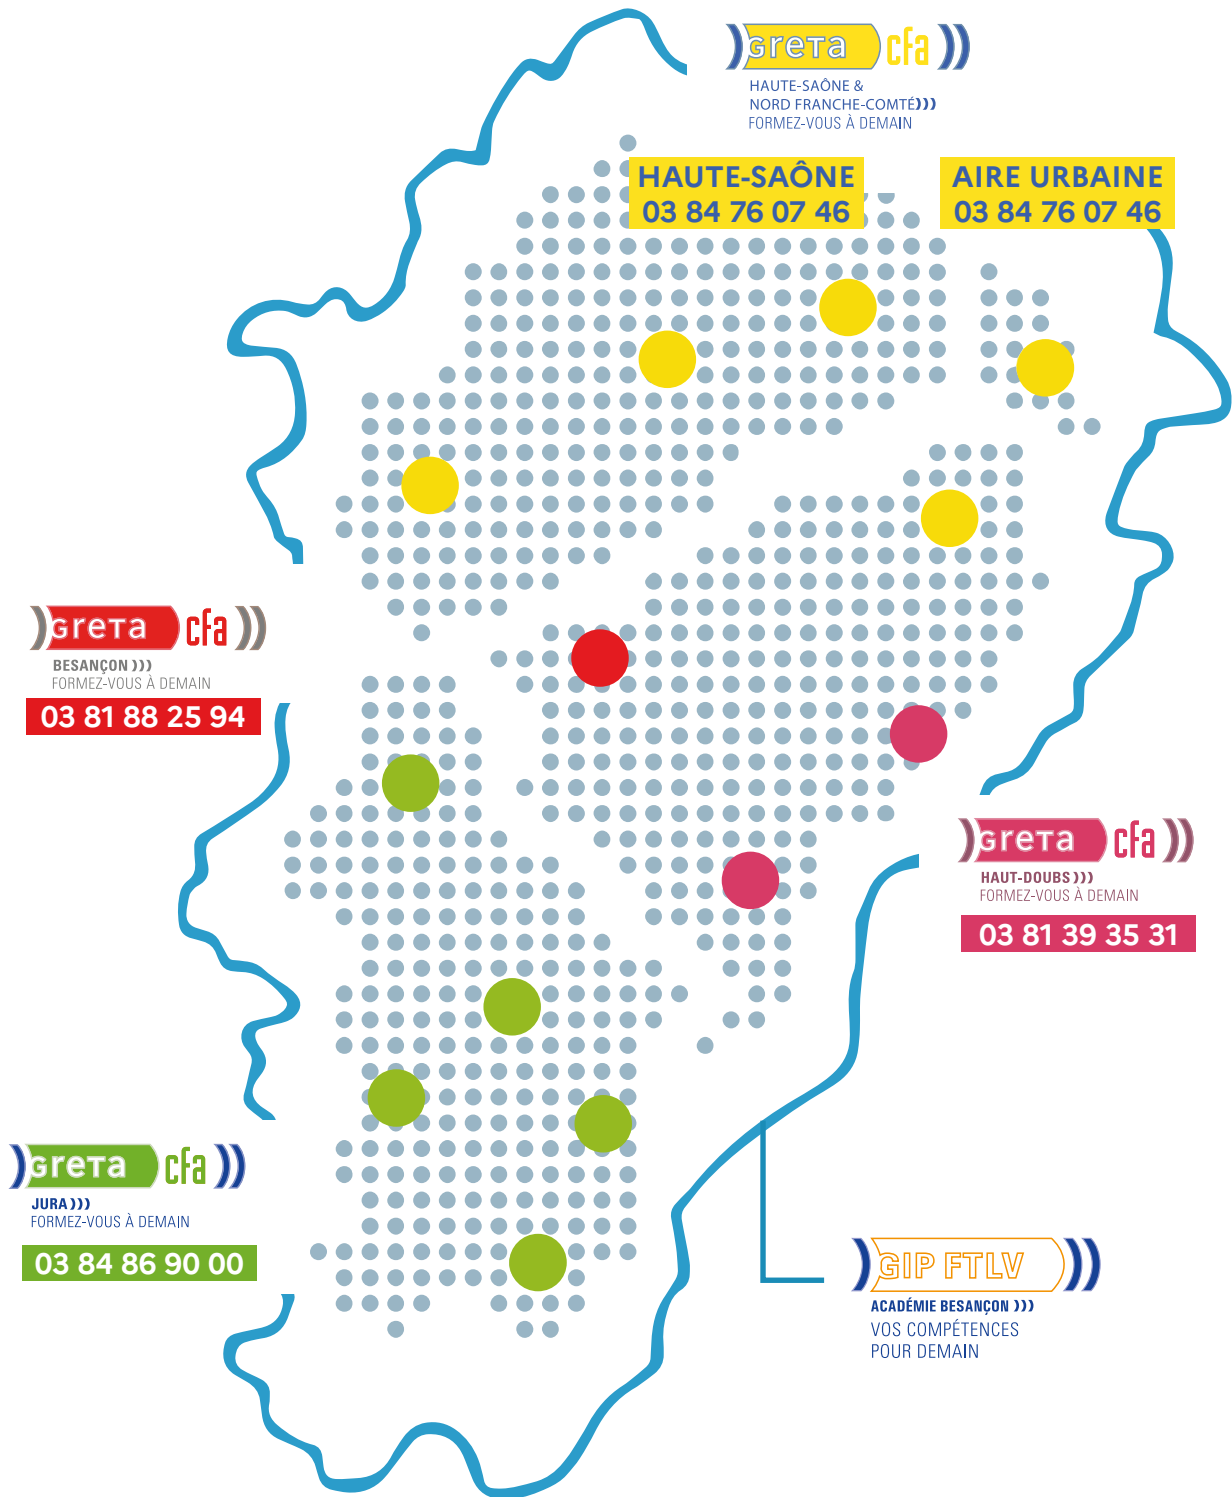 GreTa cfa
HAUTE-SAÔNE &
NORD FRANCHE-COMTÉ)))
FORMEZ-VOUS À DEMAIN
HAUTE-SAÔNE
03 84 76 07 46
AIRE URBAINE
03 84 76 07 46
GreTa cfa
BESANÇON )))
FORMEZ-VOUS À DEMAIN
03 81 88 25 94
GreTa cfa
HAUT-DOUBS )))
FORMEZ-VOUS À DEMAIN
03 81 39 35 31
GreTa cfa
JURA )))
FORMEZ-VOUS À DEMAIN
03 84 86 90 00
GIP FTLV
ACADÉMIE BESANÇON )))
VOS COMPÉTENCES
POUR DEMAIN